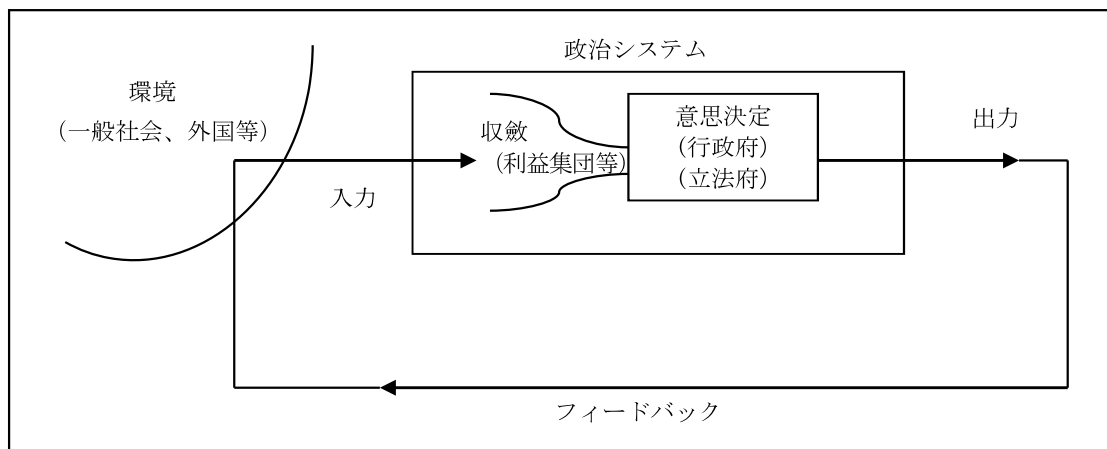 政治システム
環境
(一般社会、外国等)
収斂
(利益集団等)
意思決定
(行政府)
(立法府)
出力
入力
フィードバック